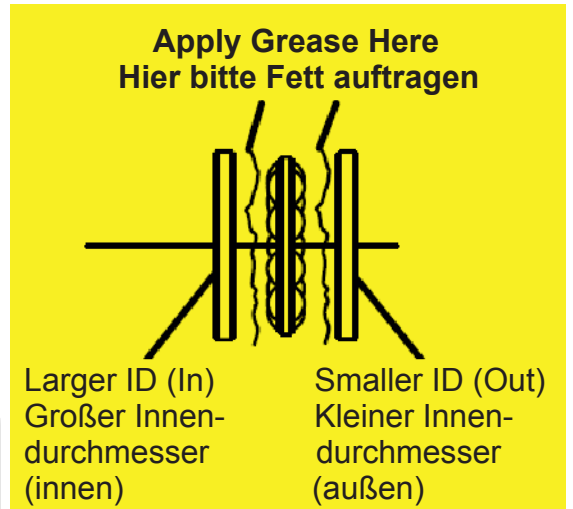 Apply Grease Here
Hier bitte Fett auftragen
Larger ID (In)
Großer Innen-
durchmesser
(innen)
Smaller ID (Out)
Kleiner Innen-
durchmesser
(außen)